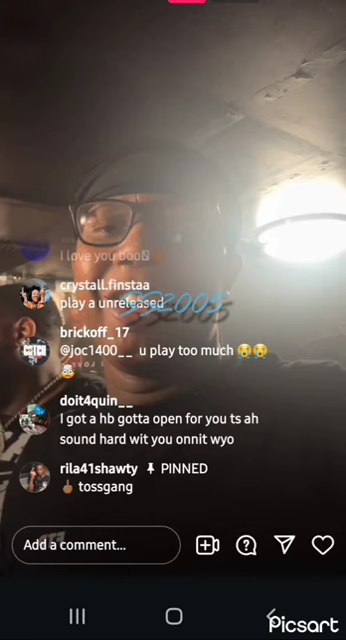 I love you boo
crystall.finstaa
play a unreleased
992005
brickoff_17
@joc1400__ u play too much 😭😭
doit4quin__
I got a hb gotta open for you ts ah
sound hard wit you onnit wyo
rila41shawty PINNED
🖕🏾 tossgang
Add a comment...
Picsart